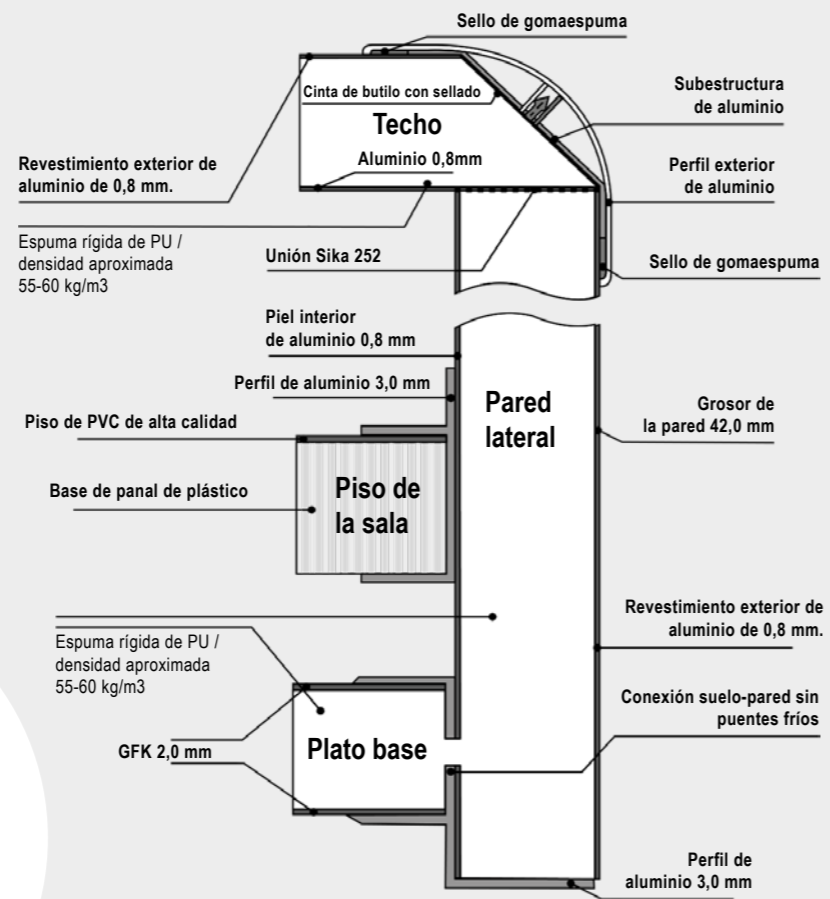 Sello de gomaespuma
Cinta de butilo con sellado
Techo
Subestructura
de aluminio
Revestimiento exterior de
aluminio de 0,8 mm.
Aluminio 0,8mm
Perfil exterior
de aluminio
Espuma rígida de PU /
densidad aproximada
55-60 kg/m3
Unión Sika 252
Sello de gomaespuma
Piel interior
de aluminio 0,8 mm
Perfil de aluminio 3,0 mm
Pared
lateral
Grosor de
la pared 42,0 mm
Piso de PVC de alta calidad
Base de panal de plástico
Piso de
la sala
Revestimiento exterior de
aluminio de 0,8 mm.
Espuma rígida de PU /
densidad aproximada
55-60 kg/m3
Conexión suelo-pared sin
puentes fríos
GFK 2,0 mm
Plato base
Perfil de
aluminio 3,0 mm